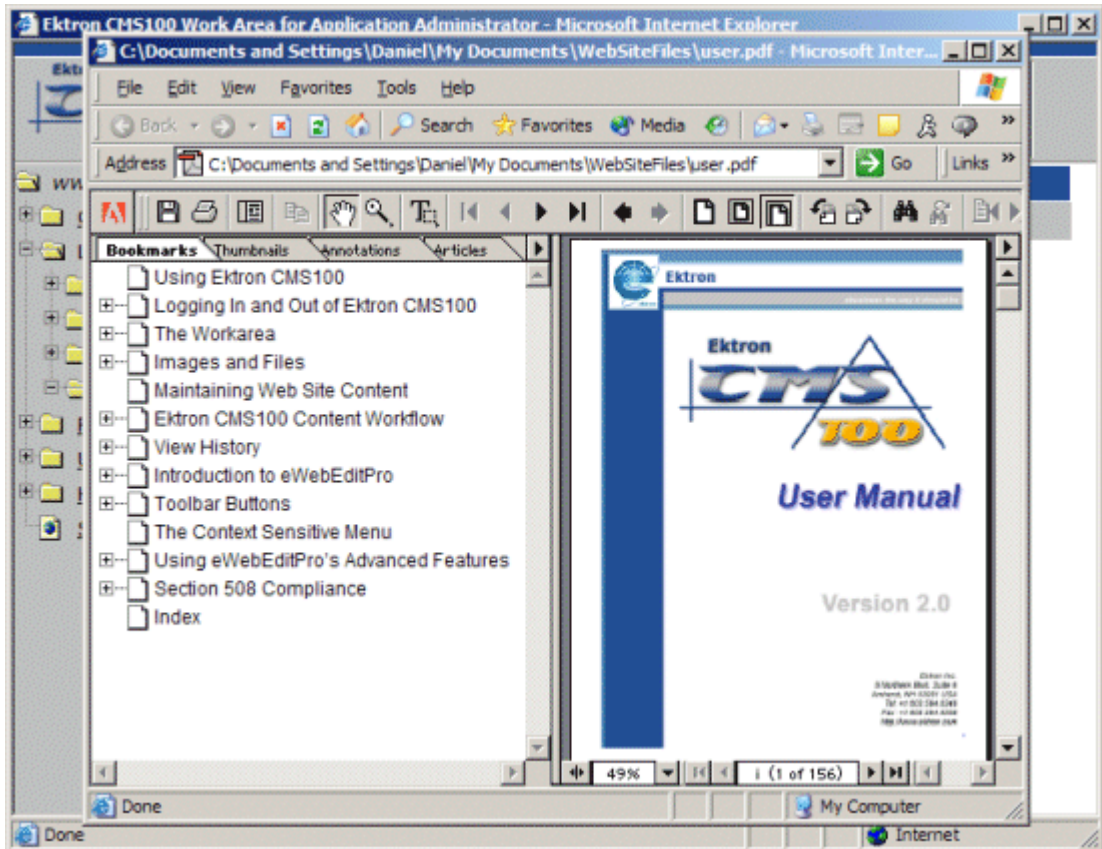 Ektron CMS100 Work Area for Application Administrator - Microsoft Internet Explorer
C:\Documents and Settings\Daniel\My Documents\WebSiteFiles\user.pdf - Microsoft Inter...
File Edit View Favorites Tools Help
Back Search Favorites Media »
Address C:\Documents and Settings\Daniel\My Documents\WebSiteFiles\user.pdf Go Links »
Bookmarks Thumbnails Annotations Articles
Using Ektron CMS100
Logging In and Out of Ektron CMS100
The Workarea
Images and Files
Maintaining Web Site Content
Ektron CMS100 Content Workflow
View History
Introduction to eWebEditPro
Toolbar Buttons
The Context Sensitive Menu
Using eWebEditPro's Advanced Features
Section 508 Compliance
Index
Ektron
Ektron
CMS
100
User Manual
Version 2.0
Ektron Inc.
49% i (1 of 156)
Done My Computer
Done Internet